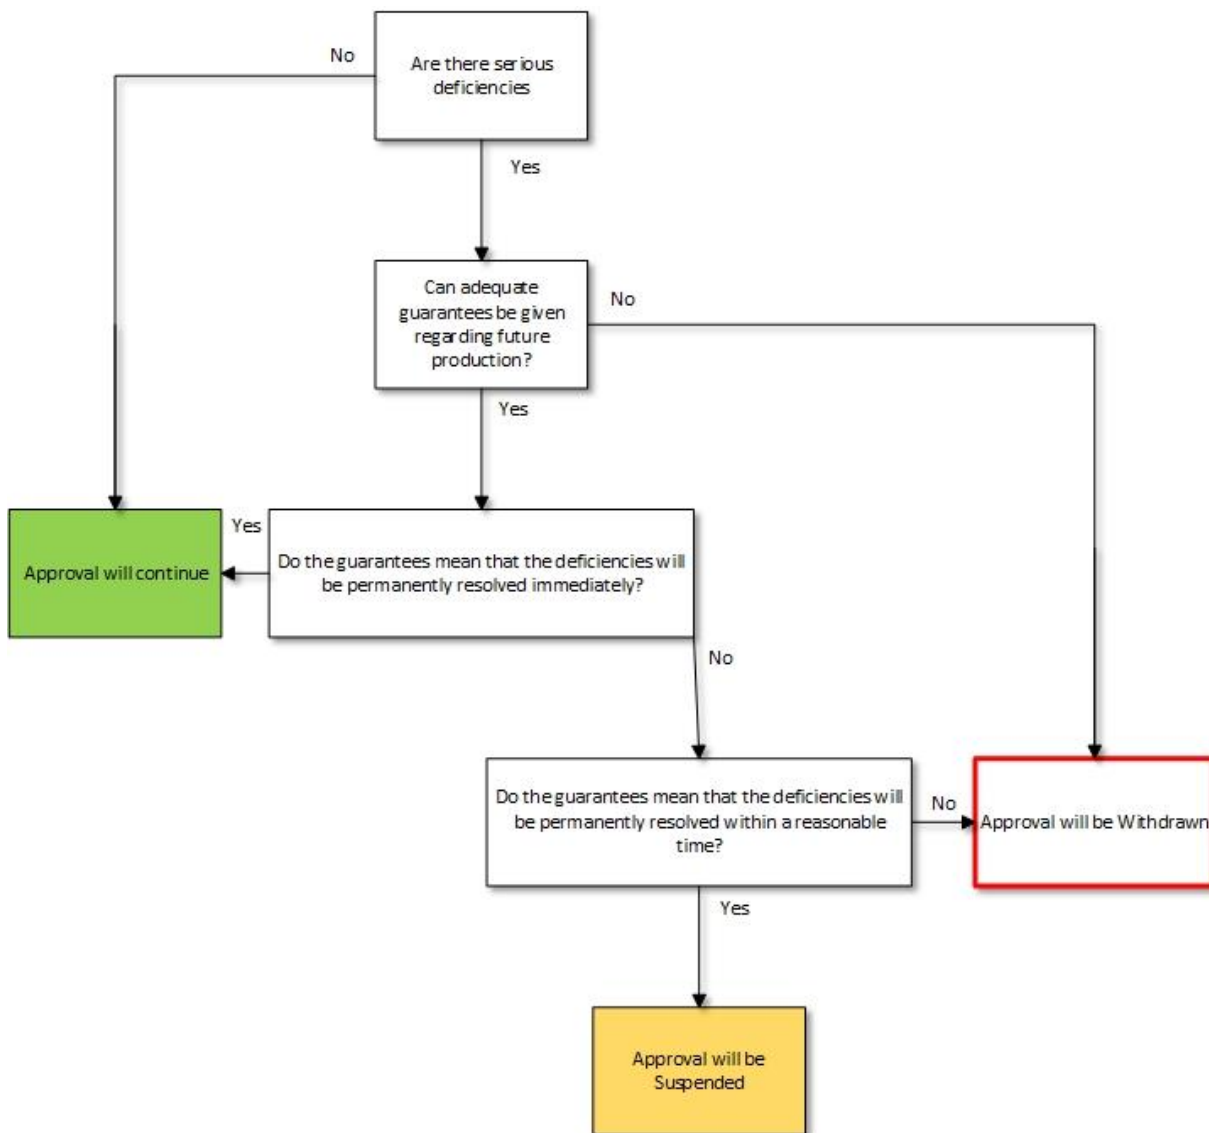 No
Are there serious
deficiencies
Yes
Can adequate
guarantees be given
regarding future
production?
No
Yes
Approval will continue
Yes
Do the guarantees mean that the deficiencies will
be permanently resolved immediately?
No
Do the guarantees mean that the deficiencies will
be permanently resolved within a reasonable
time?
No
Approval will be Withdrawn
Yes
Approval will be
Suspended